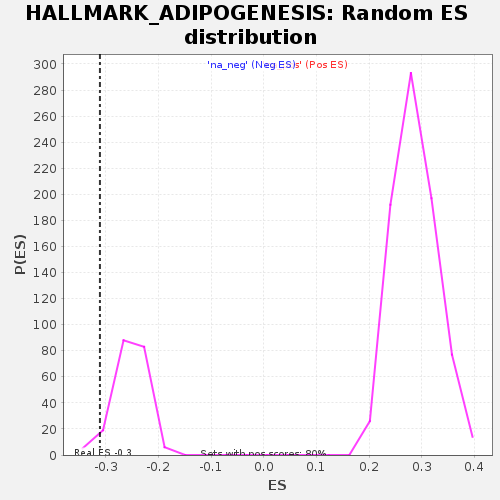 HALLMARK_ADIPOGENESIS: Random ES
distribution
'na_neg' (Neg ES)s' (Pos ES)
300
280
260
240
220
200
180
160
140
120
100
80
60
40
20
0
P(ES)
Real ES -0.3
Sets with pos scores: 80%
-0.3 -0.2 -0.1 0.0 0.1 0.2 0.3 0.4
ES